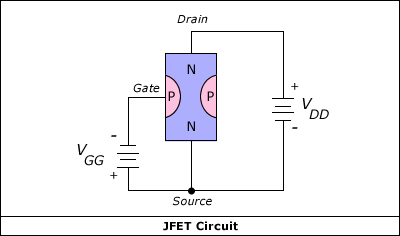 Drain
N
Gate
P
P
+
V
DD
-
N
-
V
GG
+
Source
JFET Circuit